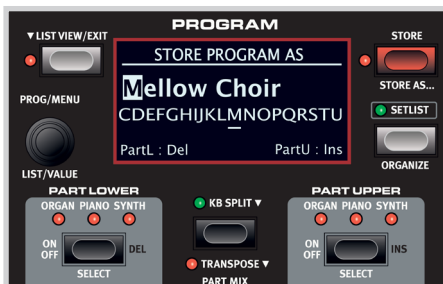 PROGRAM
▼LIST VIEW/EXIT
STORE
STORE PROGRAM AS
Mellow Choir
CDEFGHIJKLMNOPQRSTU
PartL : Del
PartU : Ins
STORE AS...
PROG/MENU
SETLIST
LIST/VALUE
ORGANIZE
PART LOWER
PART UPPER
ORGAN PIANO SYNTH
KB SPLIT ▼
ORGAN PIANO SYNTH
ON
OFF
DEL
ON
OFF
INS
SELECT
TRANSPOSE ▼
SELECT
PART MIX